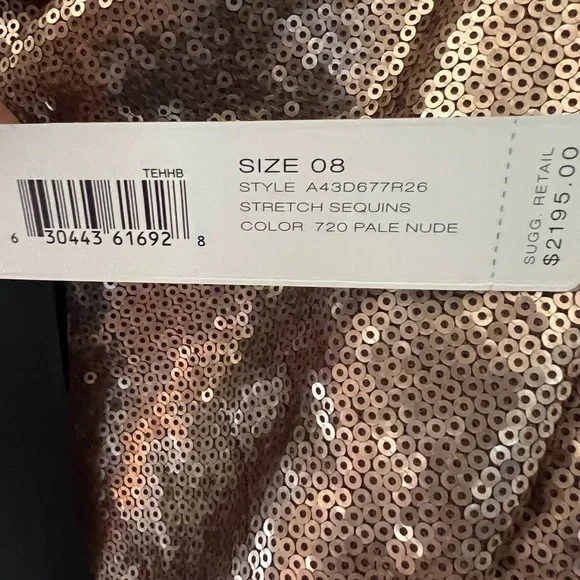 TEHHB
6 30443 61692 8
SIZE 08
STYLE A43D677R26
STRETCH SEQUINS
COLOR 720 PALE NUDE
SUGG. RETAIL
$2195.00